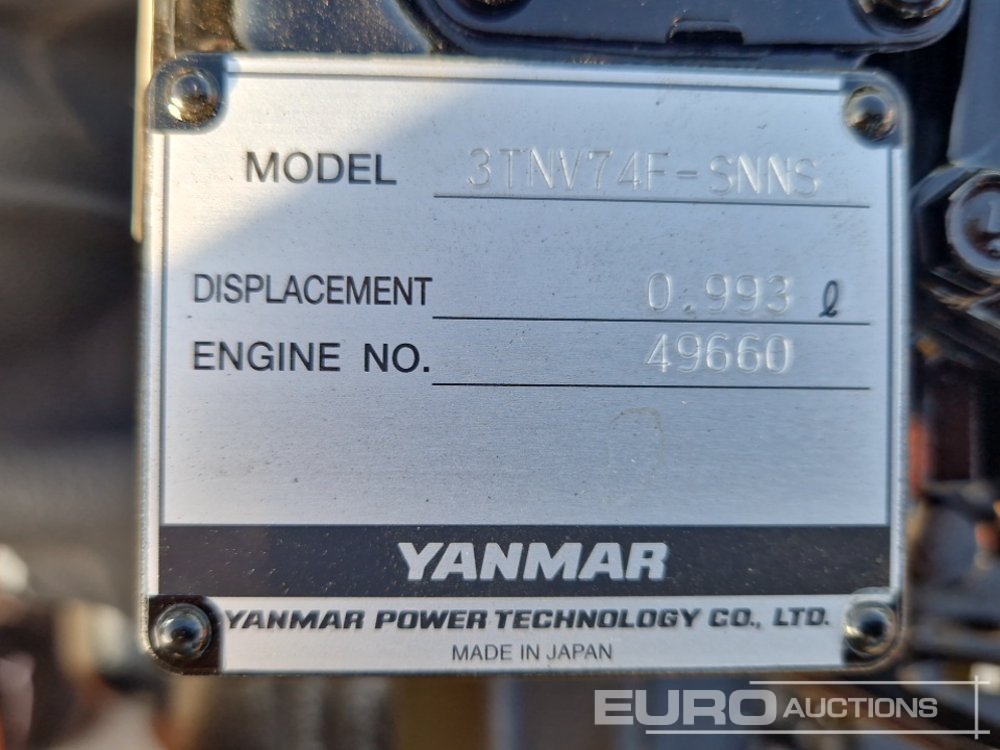 MODEL 3TNV74F-SNNS
DISPLACEMENT 0.993 ℓ
ENGINE NO. 49660
YANMAR
YANMAR POWER TECHNOLOGY CO., LTD.
MADE IN JAPAN
EURO AUCTIONS